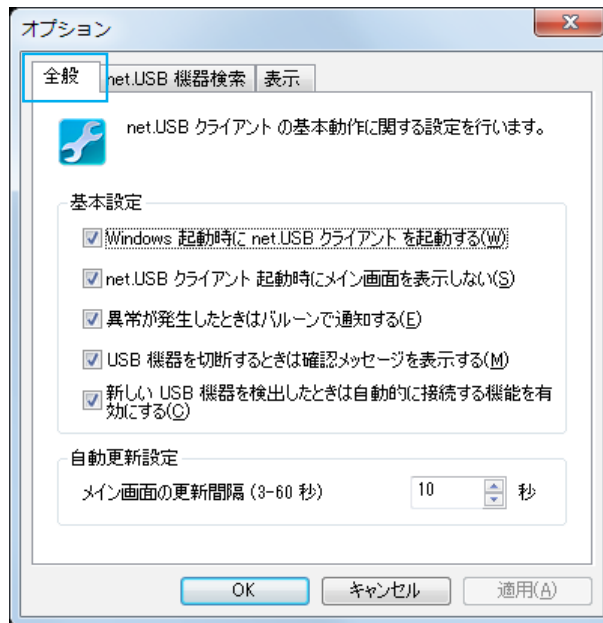 オプション
全般 net.USB 機器検索 表示
net.USB クライアント の基本動作に関する設定を行います。
基本設定
Windows 起動時に net.USB クライアント を起動する(W)
net.USB クライアント 起動時にメイン画面を表示しない(S)
異常が発生したときはバルーンで通知する(E)
USB 機器を切断するときは確認メッセージを表示する(M)
新しい USB 機器を検出したときは自動的に接続する機能を有
効にする(C)
自動更新設定
メイン画面の更新間隔 (3-60 秒) 10 秒
OK キャンセル 適用(A)